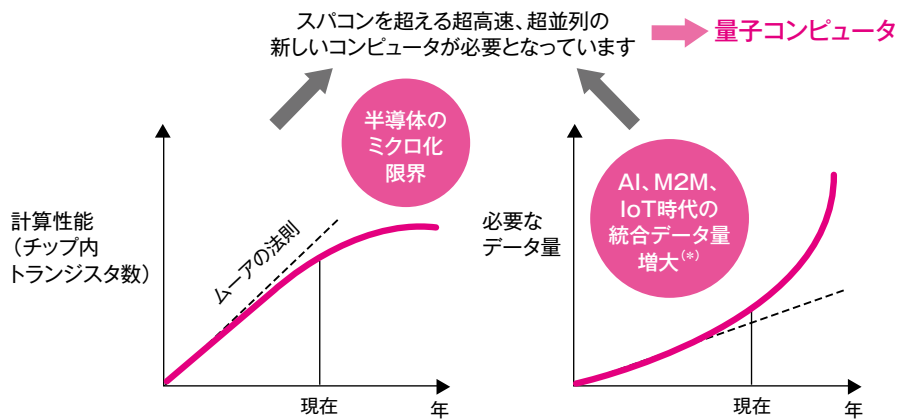 スパコンを超える超高速、超並列の
新しいコンピュータが必要となっています
量子コンピュータ
半導体の
ミクロ化
限界
計算性能
（チップ内
トランジスタ数）
ムーアの法則
現在
年
AI、M2M、
IoT時代の
統合データ量
増大(*)
必要な
データ量
現在
年